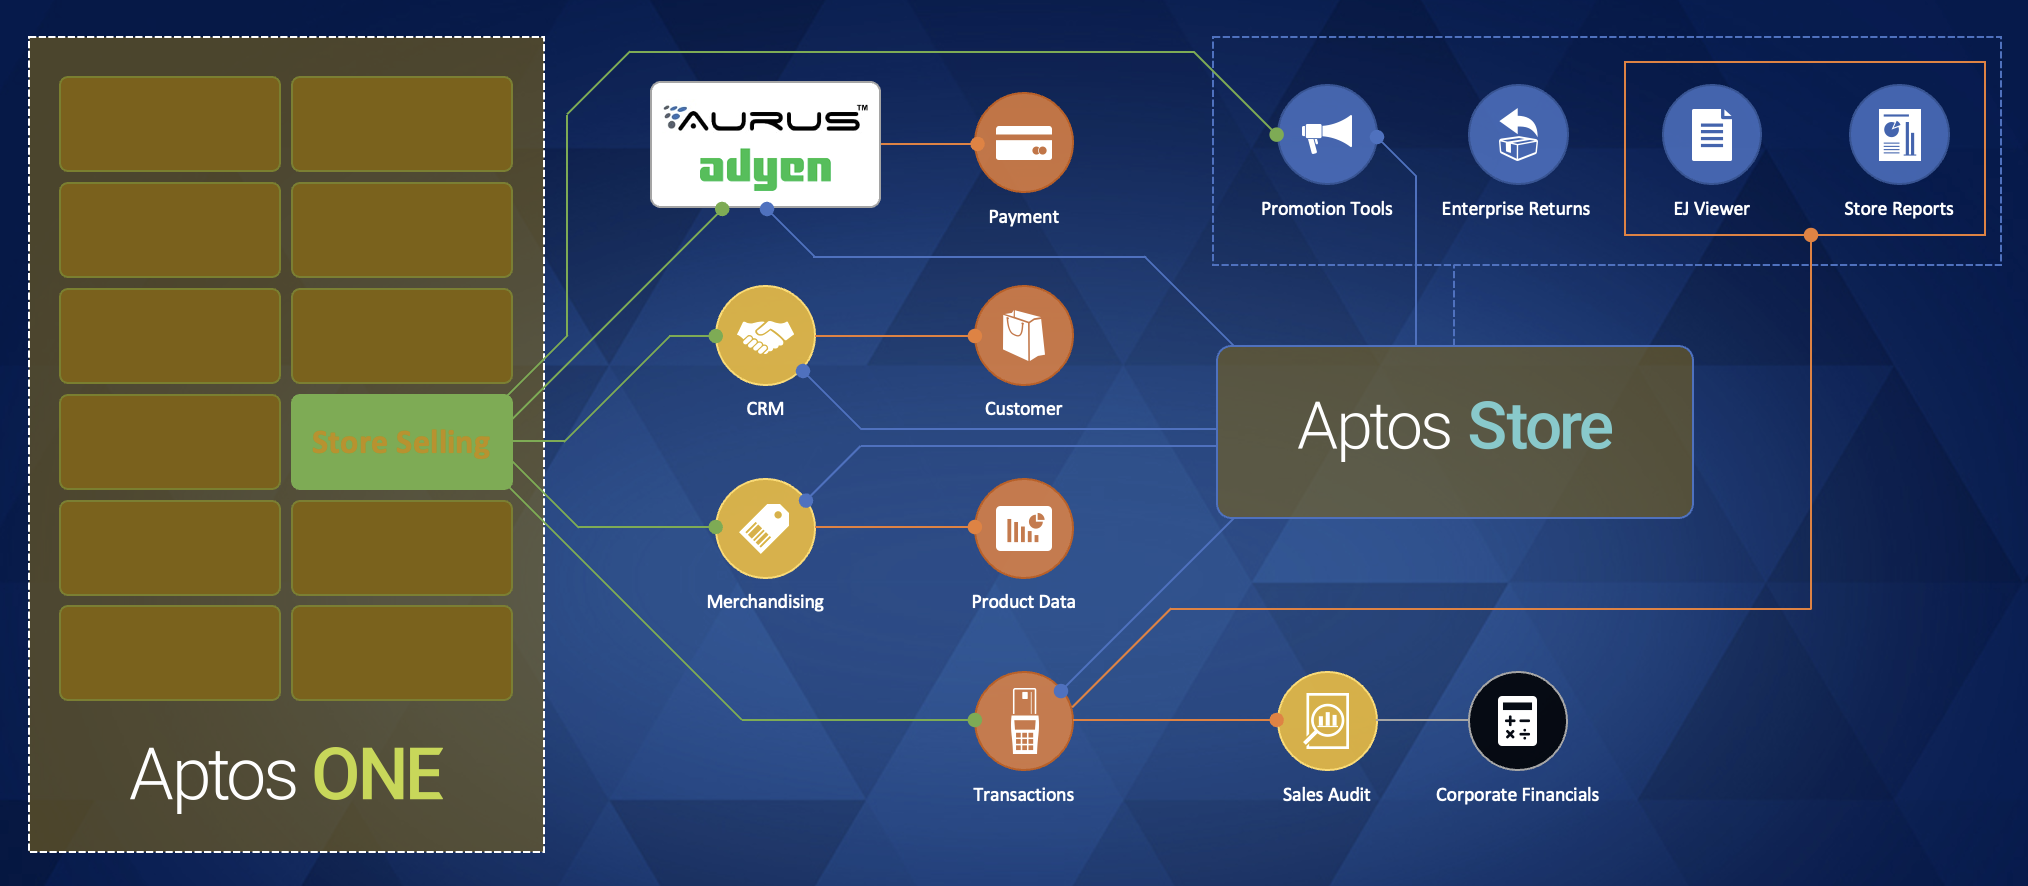 Store Selling
Aptos ONE
AURUS™
adyen
Payment
CRM
Customer
Merchandising
Product Data
Transactions
Promotion Tools
Enterprise Returns
EJ Viewer
Store Reports
Aptos Store
Sales Audit
Corporate Financials